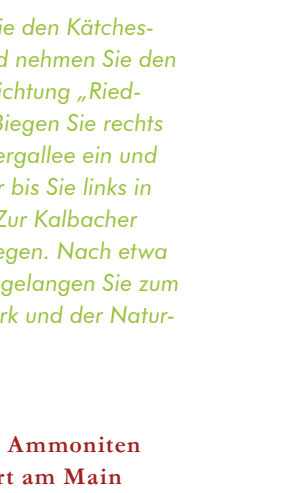 ie den Kätches-
d nehmen Sie den
ichtung „Ried-
Biegen Sie rechts
ergallee ein und
r bis Sie links in
Zur Kalbacher
egen. Nach etwa
gelangen Sie zum
rk und der Natur-
Ammoniten
rt am Main